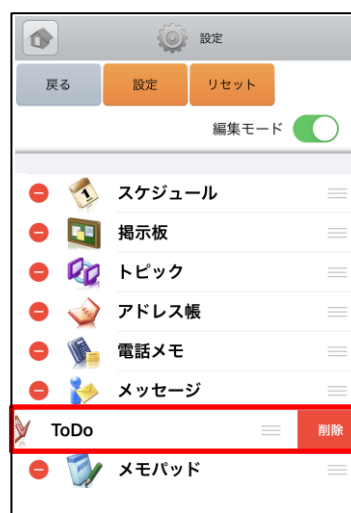 設定
戻る 設定 リセット
編集モード
スケジュール
掲示板
トピック
アドレス帳
電話メモ
メッセージ
ToDo 削除
メモパッド